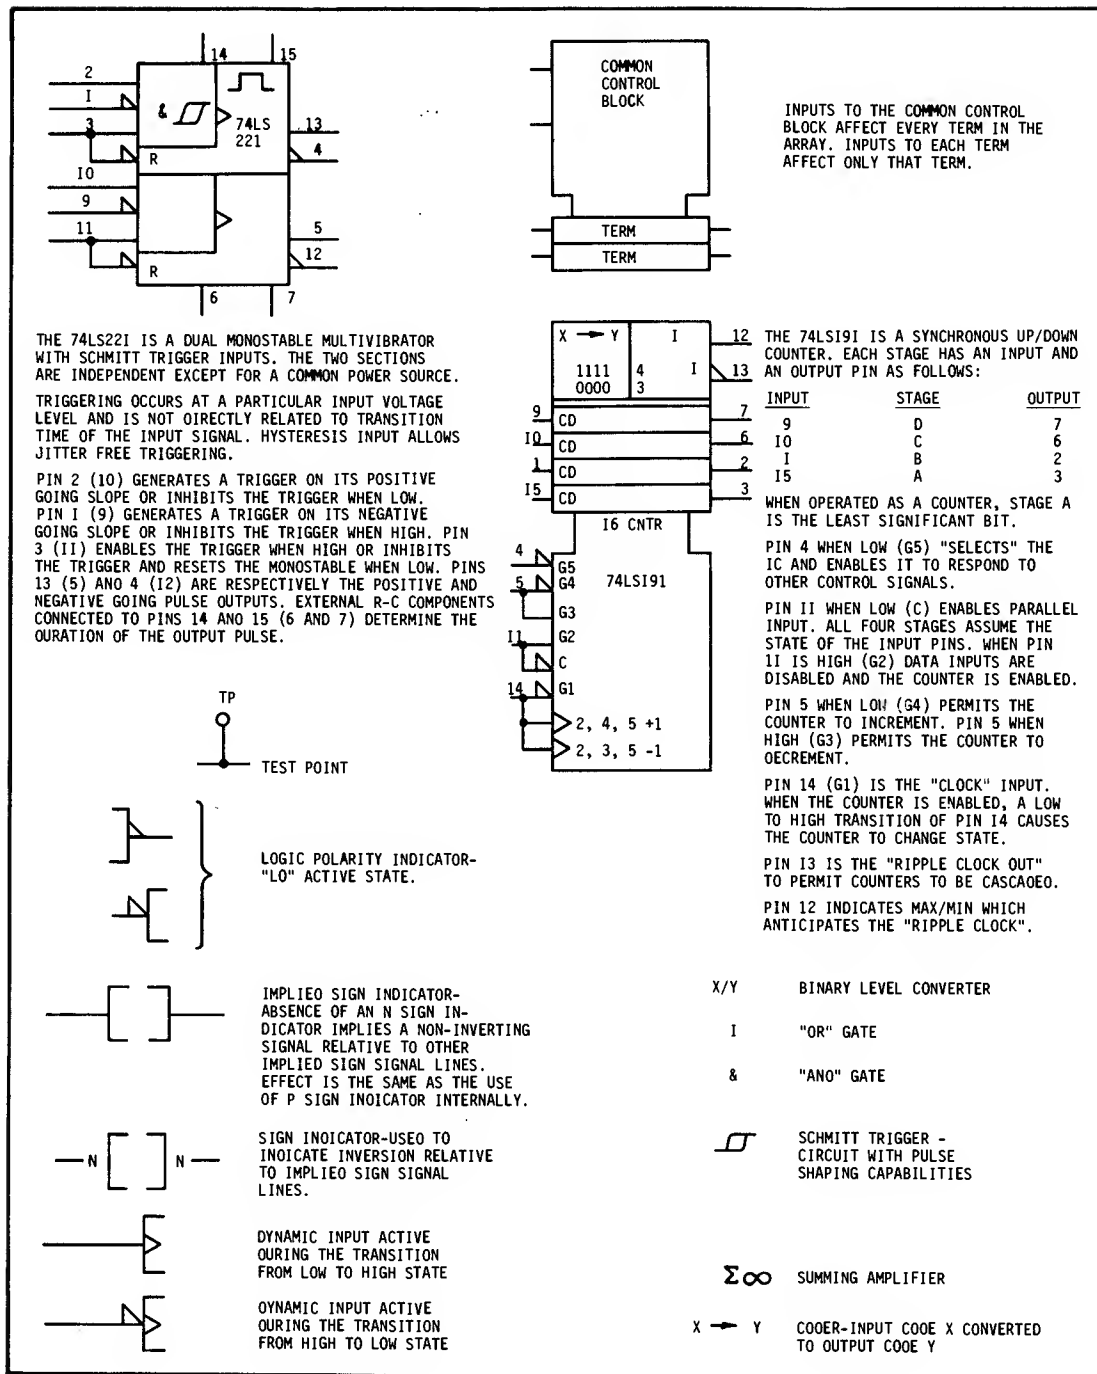 14 15
2
I
3
R
& 74LS
221
13
4
10
9
11
R
5
12
6 7
THE 74LS22I IS A DUAL MONOSTABLE MULTIVIBRATOR
WITH SCHMITT TRIGGER INPUTS. THE TWO SECTIONS
ARE INDEPENDENT EXCEPT FOR A COMMON POWER SOURCE.
TRIGGERING OCCURS AT A PARTICULAR INPUT VOLTAGE
LEVEL AND IS NOT OIRECTLY RELATED TO TRANSITION
TIME OF THE INPUT SIGNAL. HYSTERESIS INPUT ALLOWS
JITTER FREE TRIGGERING.
PIN 2 (10) GENERATES A TRIGGER ON ITS POSITIVE
GOING SLOPE OR INHIBITS THE TRIGGER WHEN LOW.
PIN I (9) GENERATES A TRIGGER ON ITS NEGATIVE
GOING SLOPE OR INHIBITS THE TRIGGER WHEN HIGH. PIN
3 (II) ENABLES THE TRIGGER WHEN HIGH OR INHIBITS
THE TRIGGER AND RESETS THE MONOSTABLE WHEN LOW. PINS
13 (5) ANO 4 (I2) ARE RESPECTIVELY THE POSITIVE AND
NEGATIVE GOING PULSE OUTPUTS. EXTERNAL R-C COMPONENTS
CONNECTED TO PINS 14 ANO 15 (6 AND 7) DETERMINE THE
OURATION OF THE OUTPUT PULSE.
TP
TEST POINT
LOGIC POLARITY INDICATOR-
"LO" ACTIVE STATE.
IMPLIEO SIGN INDICATOR-
ABSENCE OF AN N SIGN IN-
DICATOR IMPLIES A NON-INVERTING
SIGNAL RELATIVE TO OTHER
IMPLIED SIGN SIGNAL LINES.
EFFECT IS THE SAME AS THE USE
OF P SIGN INOICATOR INTERNALLY.
N N
SIGN INOICATOR-USEO TO
INOICATE INVERSION RELATIVE
TO IMPLIEO SIGN SIGNAL
LINES.
DYNAMIC INPUT ACTIVE
OURING THE TRANSITION
FROM LOW TO HIGH STATE
OYNAMIC INPUT ACTIVE
OURING THE TRANSITION
FROM HIGH TO LOW STATE
COMMON
CONTROL
BLOCK
TERM
TERM
INPUTS TO THE COMMON CONTROL
BLOCK AFFECT EVERY TERM IN THE
ARRAY. INPUTS TO EACH TERM
AFFECT ONLY THAT TERM.
X → Y I 12
1111 4 I 13
0000 3
9 CD 7
IO CD 6
1 CD 2
I5 CD 3
I6 CNTR
74LSI91
4 G5
5 G4
G3
I1 G2
C
14 G1
2, 4, 5 +1
2, 3, 5 -1
THE 74LSI9I IS A SYNCHRONOUS UP/DOWN
COUNTER. EACH STAGE HAS AN INPUT AND
AN OUTPUT PIN AS FOLLOWS:
INPUT STAGE OUTPUT
9 D 7
IO C 6
I B 2
I5 A 3
WHEN OPERATED AS A COUNTER, STAGE A
IS THE LEAST SIGNIFICANT BIT.
PIN 4 WHEN LOW (G5) "SELECTS" THE
IC AND ENABLES IT TO RESPOND TO
OTHER CONTROL SIGNALS.
PIN II WHEN LOW (C) ENABLES PARALLEL
INPUT. ALL FOUR STAGES ASSUME THE
STATE OF THE INPUT PINS. WHEN PIN
1I IS HIGH (G2) DATA INPUTS ARE
DISABLED AND THE COUNTER IS ENABLED.
PIN 5 WHEN LOW (G4) PERMITS THE
COUNTER TO INCREMENT. PIN 5 WHEN
HIGH (G3) PERMITS THE COUNTER TO
OECREMENT.
PIN 14 (G1) IS THE "CLOCK" INPUT.
WHEN THE COUNTER IS ENABLED, A LOW
TO HIGH TRANSITION OF PIN I4 CAUSES
THE COUNTER TO CHANGE STATE.
PIN I3 IS THE "RIPPLE CLOCK OUT"
TO PERMIT COUNTERS TO BE CASCAOEO.
PIN 12 INDICATES MAX/MIN WHICH
ANTICIPATES THE "RIPPLE CLOCK".
X/Y BINARY LEVEL CONVERTER
I "OR" GATE
& "ANO" GATE
SCHMITT TRIGGER -
CIRCUIT WITH PULSE
SHAPING CAPABILITIES
Σ∞ SUMMING AMPLIFIER
X → Y COOER-INPUT COOE X CONVERTED
TO OUTPUT COOE Y